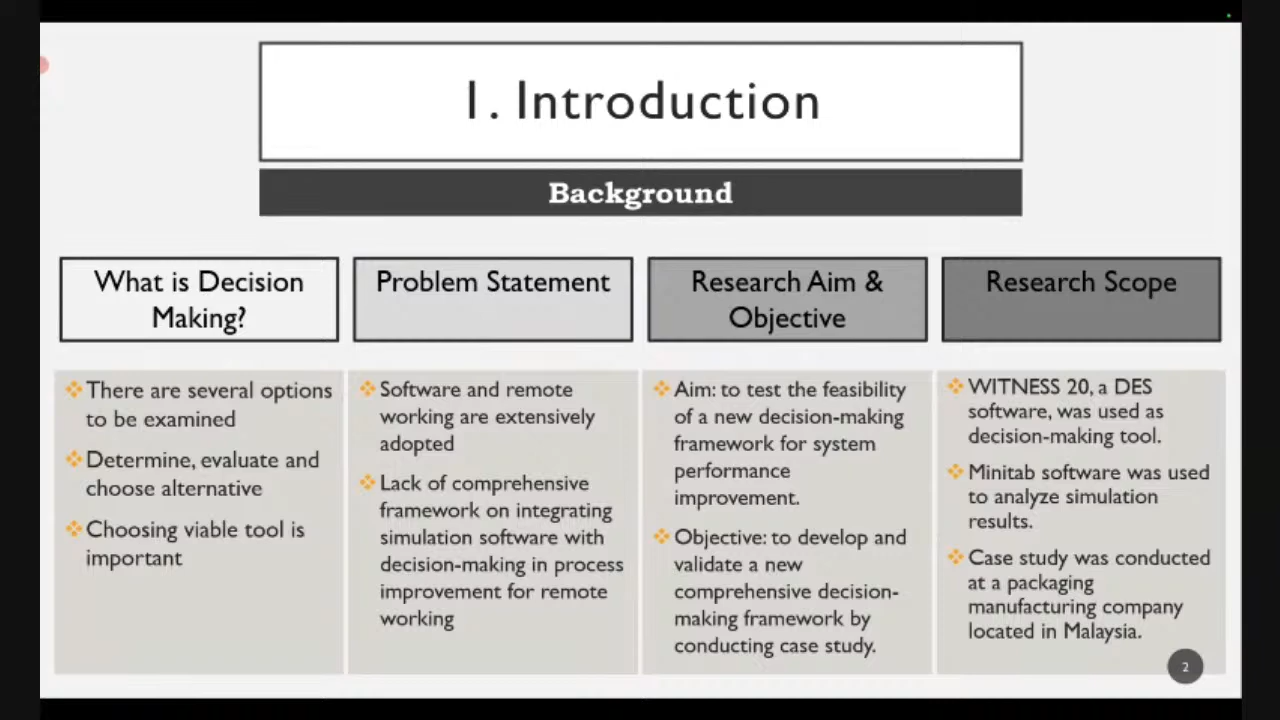 1. Introduction
Background
What is Decision
Making?
There are several options
to be examined
Determine, evaluate and
choose alternative
Choosing viable tool is
important
Problem Statement
Software and remote
working are extensively
adopted
Lack of comprehensive
framework on integrating
simulation software with
decision-making in process
improvement for remote
working
Research Aim &
Objective
Aim: to test the feasibility
of a new decision-making
framework for system
performance
improvement.
Objective: to develop and
validate a new
comprehensive decision-
making framework by
conducting case study.
Research Scope
WITNESS 20, a DES
software, was used as
decision-making tool.
Minitab software was used
to analyze simulation
results.
Case study was conducted
at a packaging
manufacturing company
located in Malaysia.
2